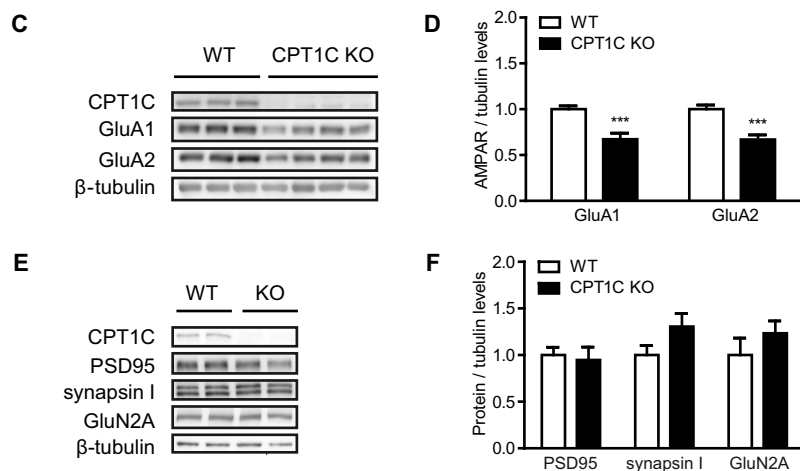 C
WT CPT1C KO
CPT1C
GluA1
GluA2
β-tubulin
D
WT
CPT1C KO
AMPAR / tubulin levels
2.0
1.5
1.0
0.5
0.0
***
***
GluA1 GluA2
E
WT KO
CPT1C
PSD95
synapsin I
GluN2A
β-tubulin
F
WT
CPT1C KO
Protein / tubulin levels
2.0
1.5
1.0
0.5
0.0
PSD95 synapsin I GluN2A